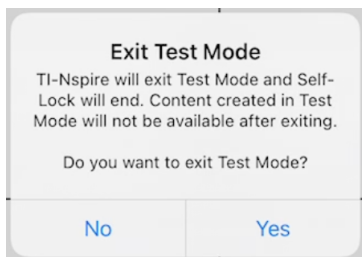 Exit Test Mode
TI-Nspire will exit Test Mode and Self-
Lock will end. Content created in Test
Mode will not be available after exiting.
Do you want to exit Test Mode?
No
Yes